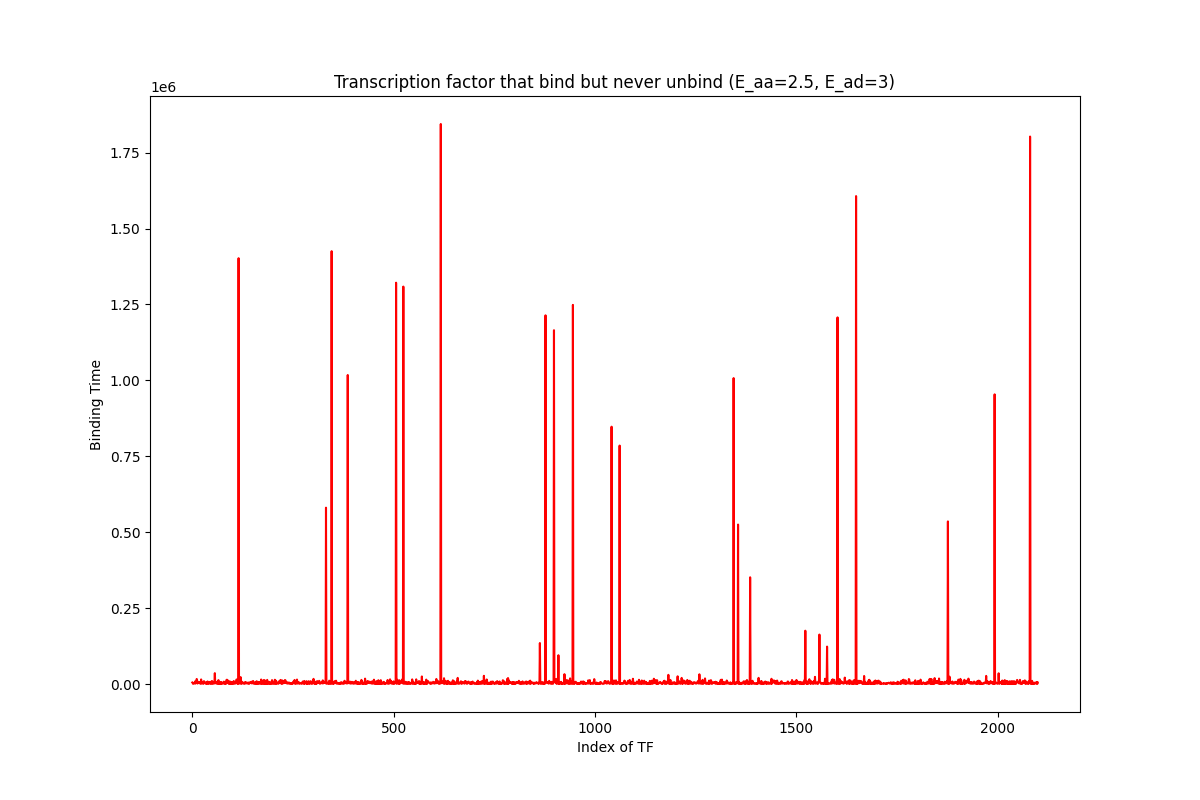 Transcription factor that bind but never unbind (E_aa=2.5, E_ad=3)
1e6
1.75
1.50
1.25
1.00
0.75
0.50
0.25
0.00
Binding Time
0 500 1000 1500 2000
Index of TF